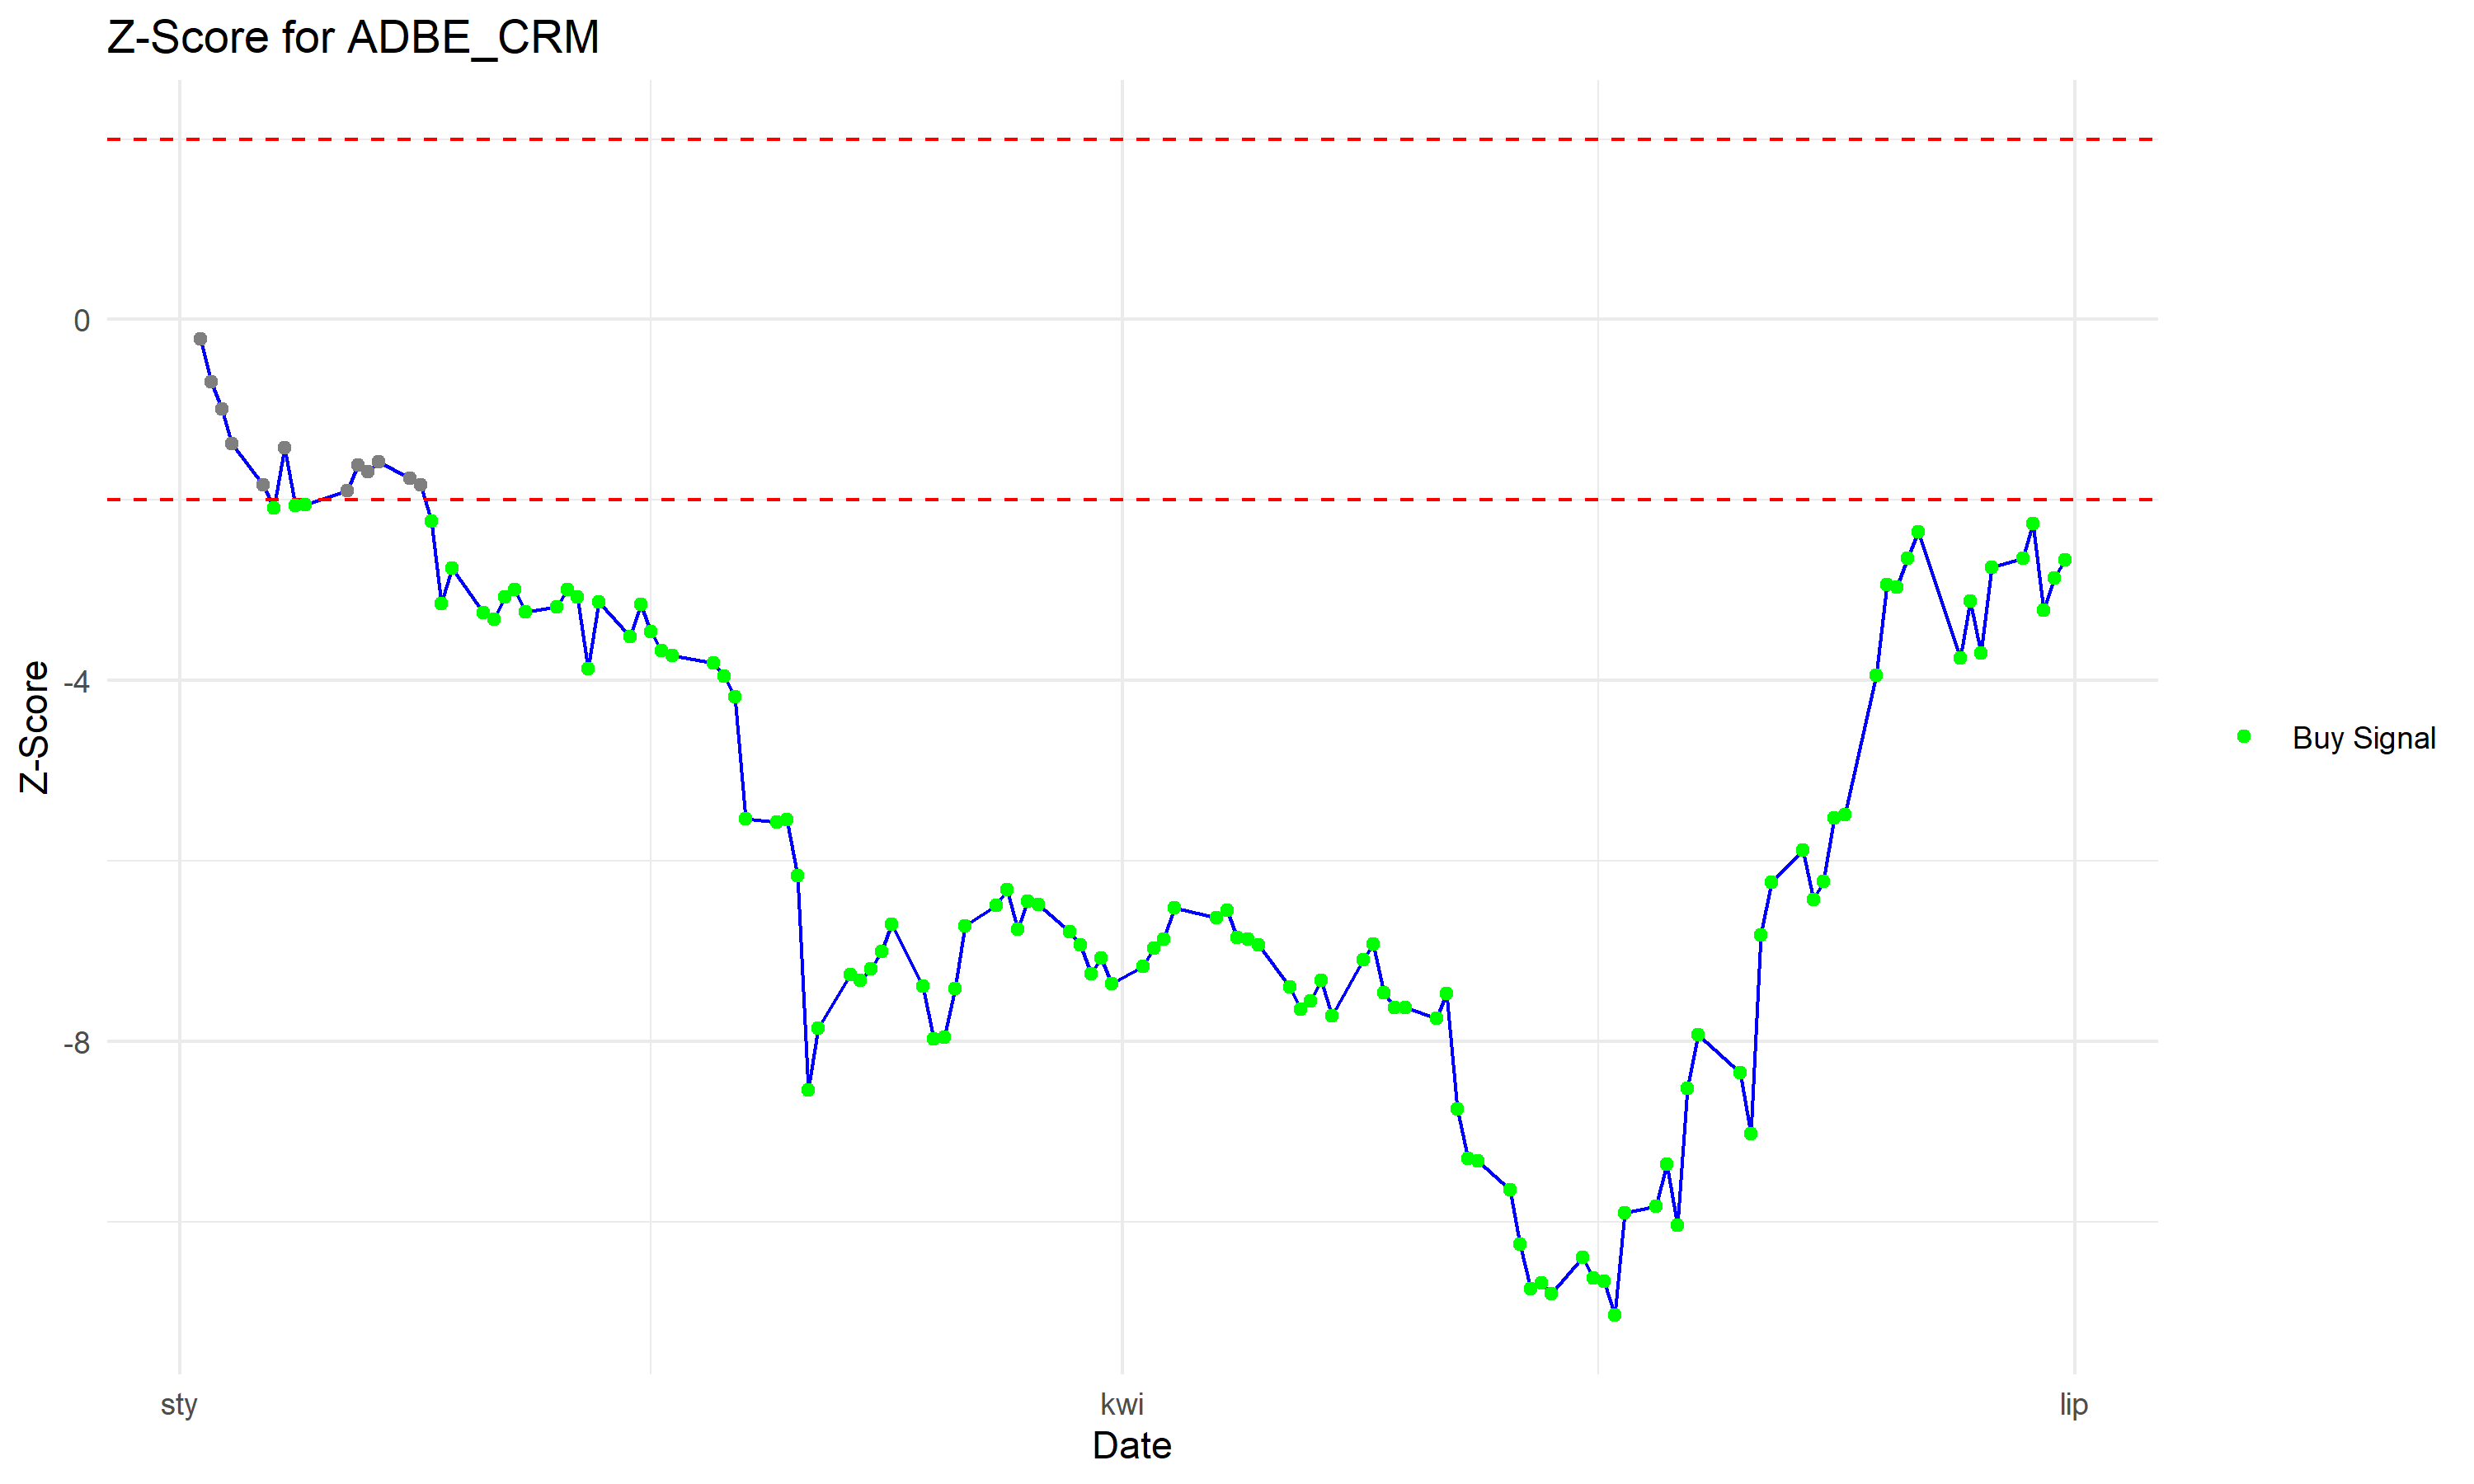 Z-Score for ADBE_CRM
0
-4
-8
Z-Score
sty
kwi
lip
Date
Buy Signal